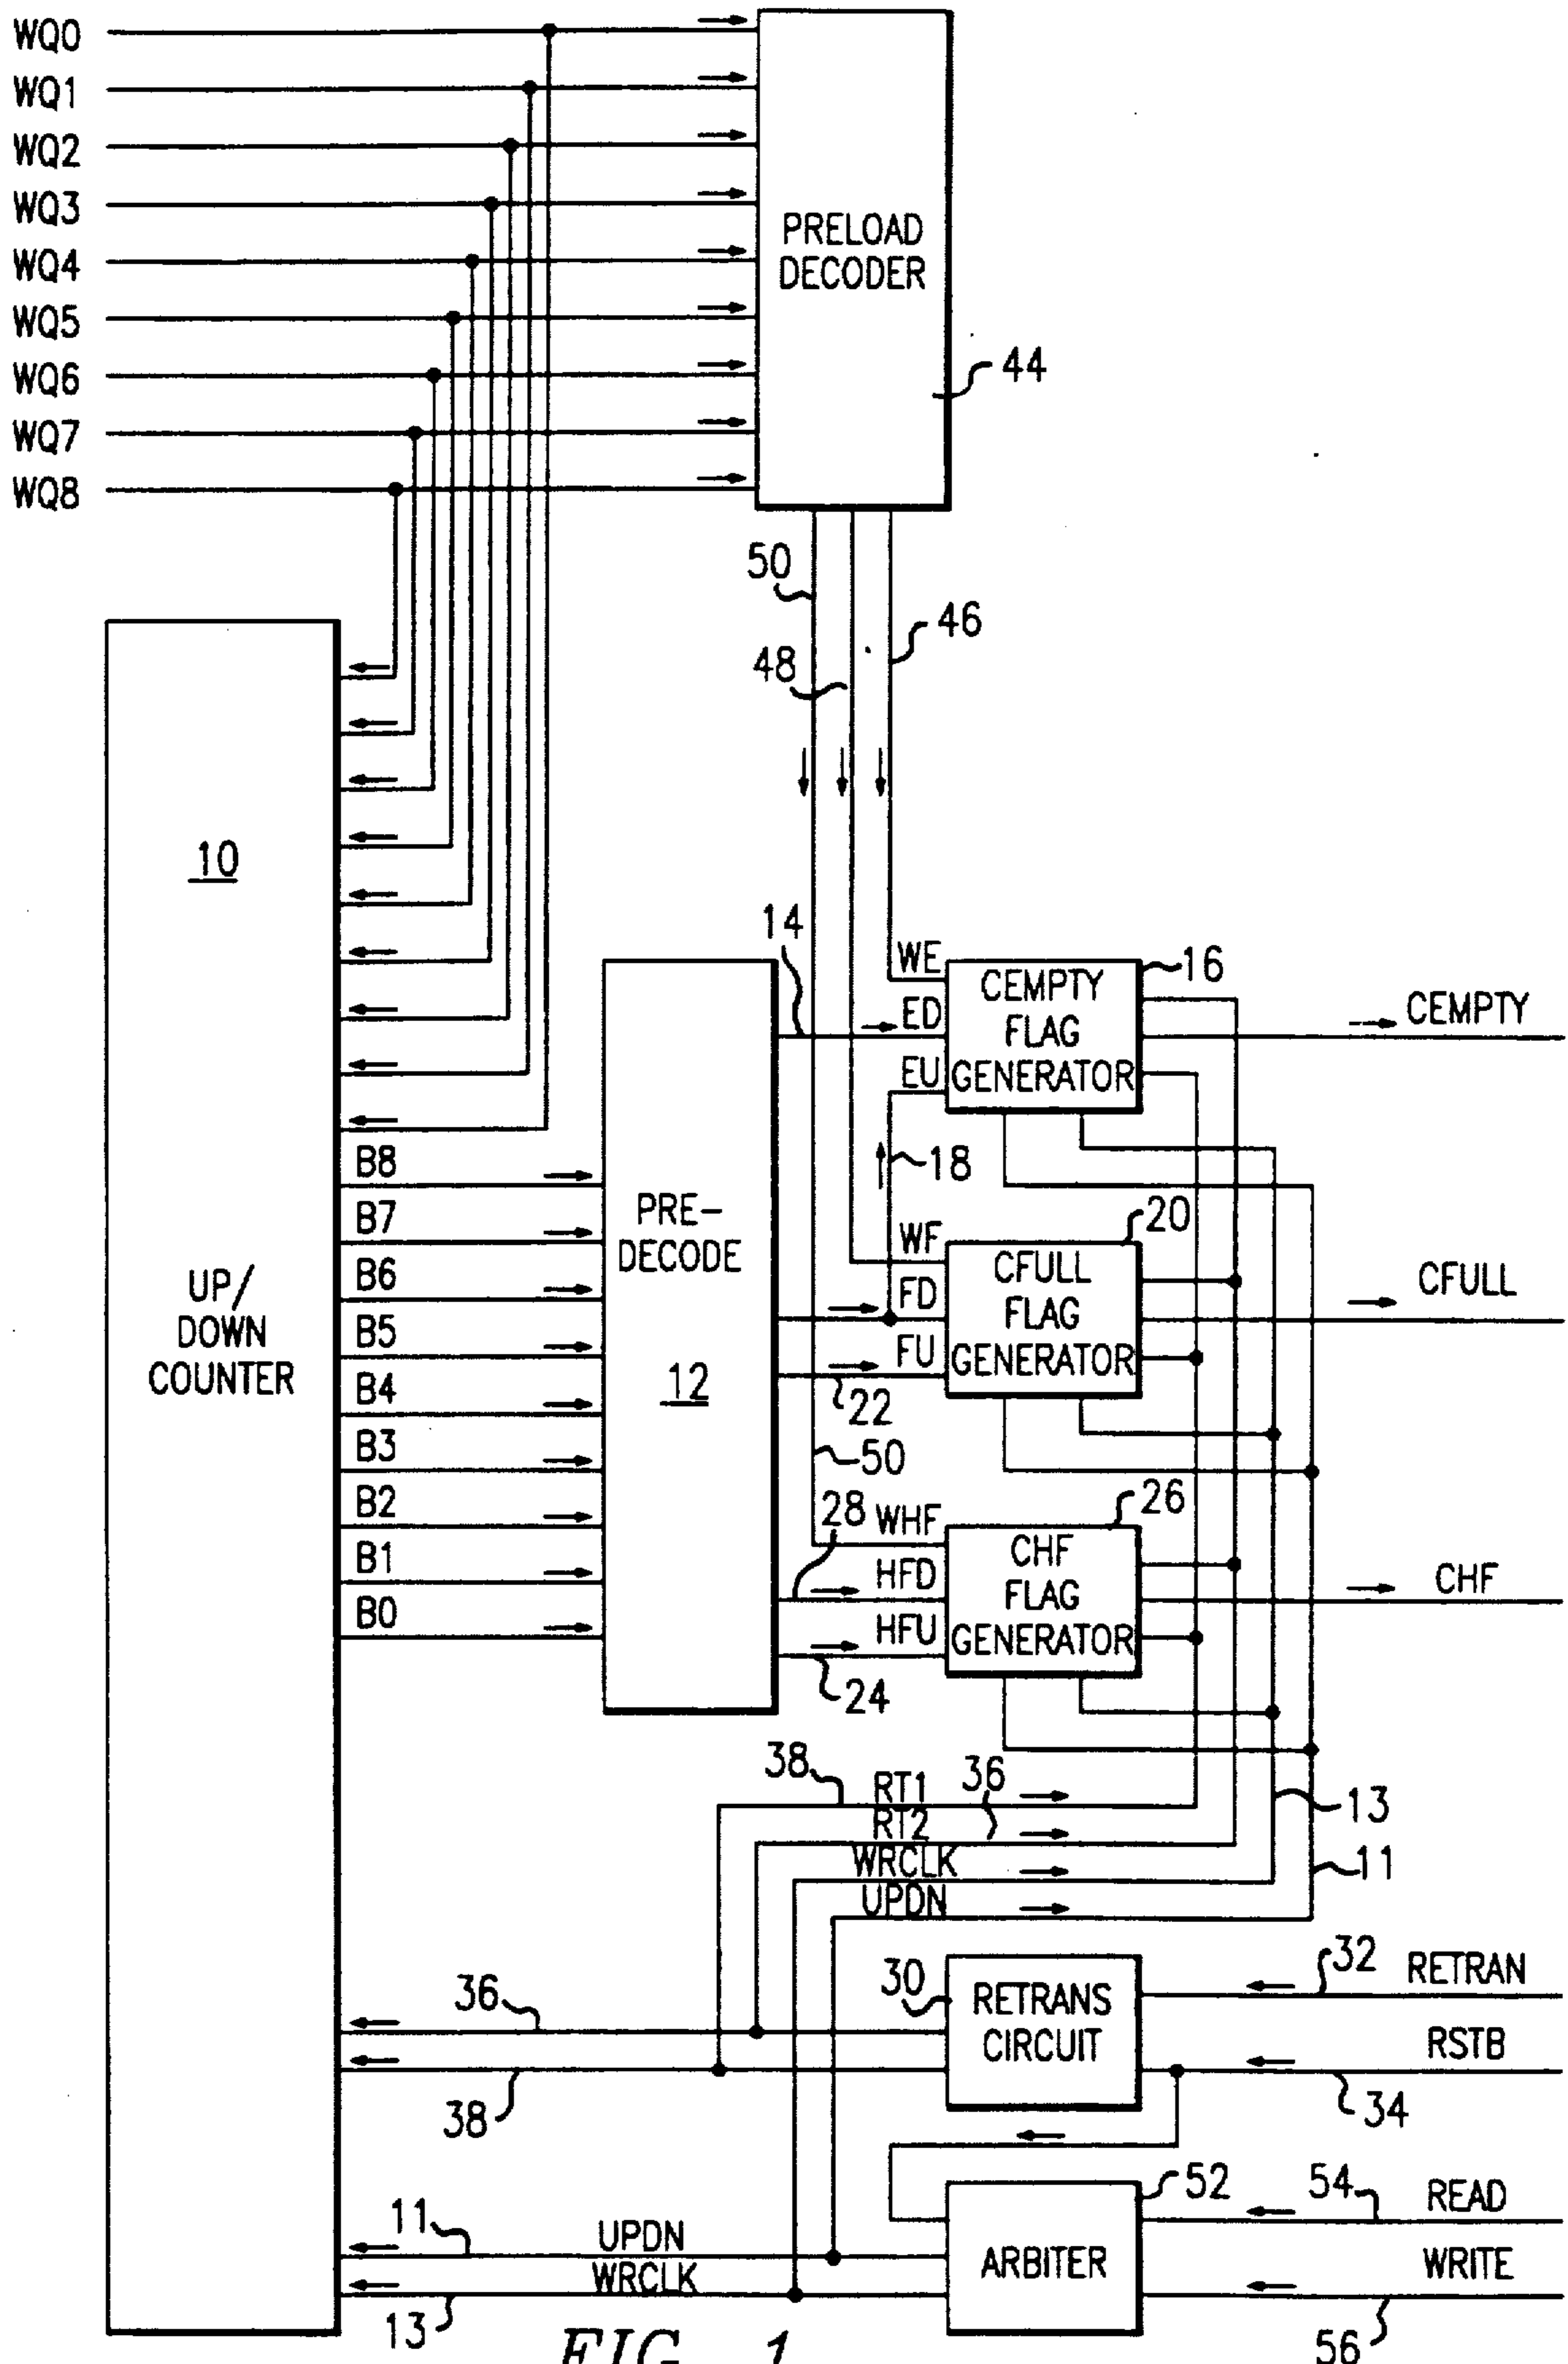 WQ0
WQ1
WQ2
WQ3
WQ4
WQ5
WQ6
WQ7
WQ8
PRELOAD
DECODER
44
50
46
48
10
UP/
DOWN
COUNTER
14
WE
ED
EU
CEMPTY
FLAG
GENERATOR
16
CEMPTY
18
B8
B7
B6
B5
B4
B3
B2
B1
B0
PRE-
DECODE
12
WF
FD
FU
22
CFULL
FLAG
GENERATOR
20
CFULL
50
28
WHF
HFD
HFU
24
CHF
FLAG
GENERATOR
26
CHF
38
RT1
36
RT2
WRCLK
UPDN
13
11
36
38
30
RETRANS
CIRCUIT
32
RETRAN
RSTB
34
11
UPDN
WRCLK
13
ARBITER
52
54
READ
WRITE
56
FIG. 1